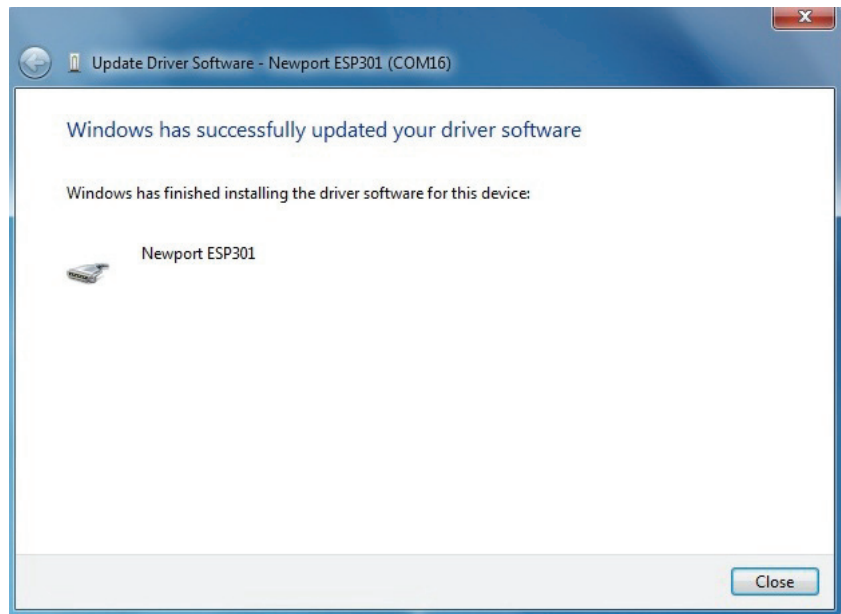 Update Driver Software - Newport ESP301 (COM16)
Windows has successfully updated your driver software
Windows has finished installing the driver software for this device:
Newport ESP301
Close